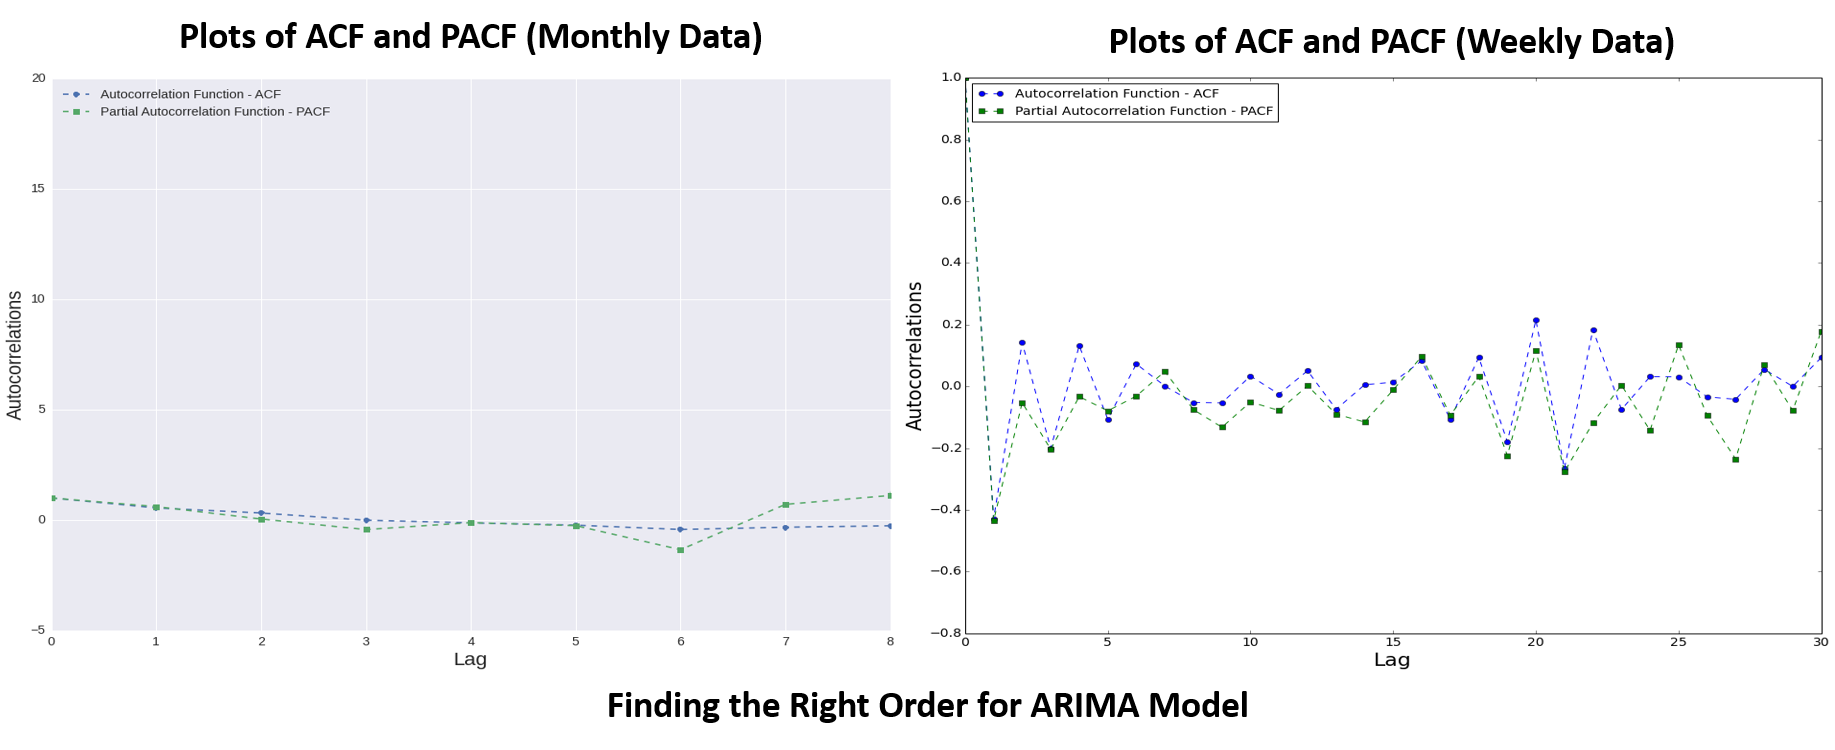 Plots of ACF and PACF (Monthly Data)
20
15
10
5
0
−5
Autocorrelations
Autocorrelation Function - ACF
Partial Autocorrelation Function - PACF
0 1 2 3 4 5 6 7 8
Lag
Plots of ACF and PACF (Weekly Data)
1.0
0.8
0.6
0.4
0.2
0.0
−0.2
−0.4
−0.6
−0.8
Autocorrelations
Autocorrelation Function - ACF
Partial Autocorrelation Function - PACF
0 5 10 15 20 25 30
Lag
Finding the Right Order for ARIMA Model